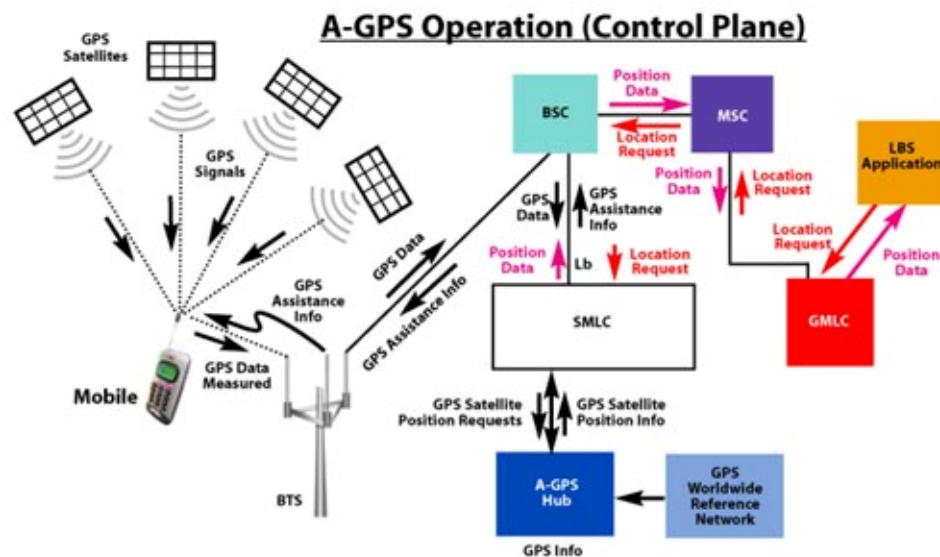 A-GPS Operation (Control Plane)
GPS
Satellites
GPS
Signals
GPS
Assistance
Info
GPS Data
Measured
Mobile
BTS
GPS Data
GPS Assistance Info
BSC
Position
Data
Location
Request
MSC
GPS
Data
GPS
Assistance
Info
Position
Data
Lb
Location
Request
Position
Data
Location
Request
LBS
Application
Location
Request
Position
Data
GMLC
SMLC
GPS Satellite
Position Requests
GPS Satellite
Position Info
A-GPS
Hub
GPS
Worldwide
Reference
Network
GPS Info